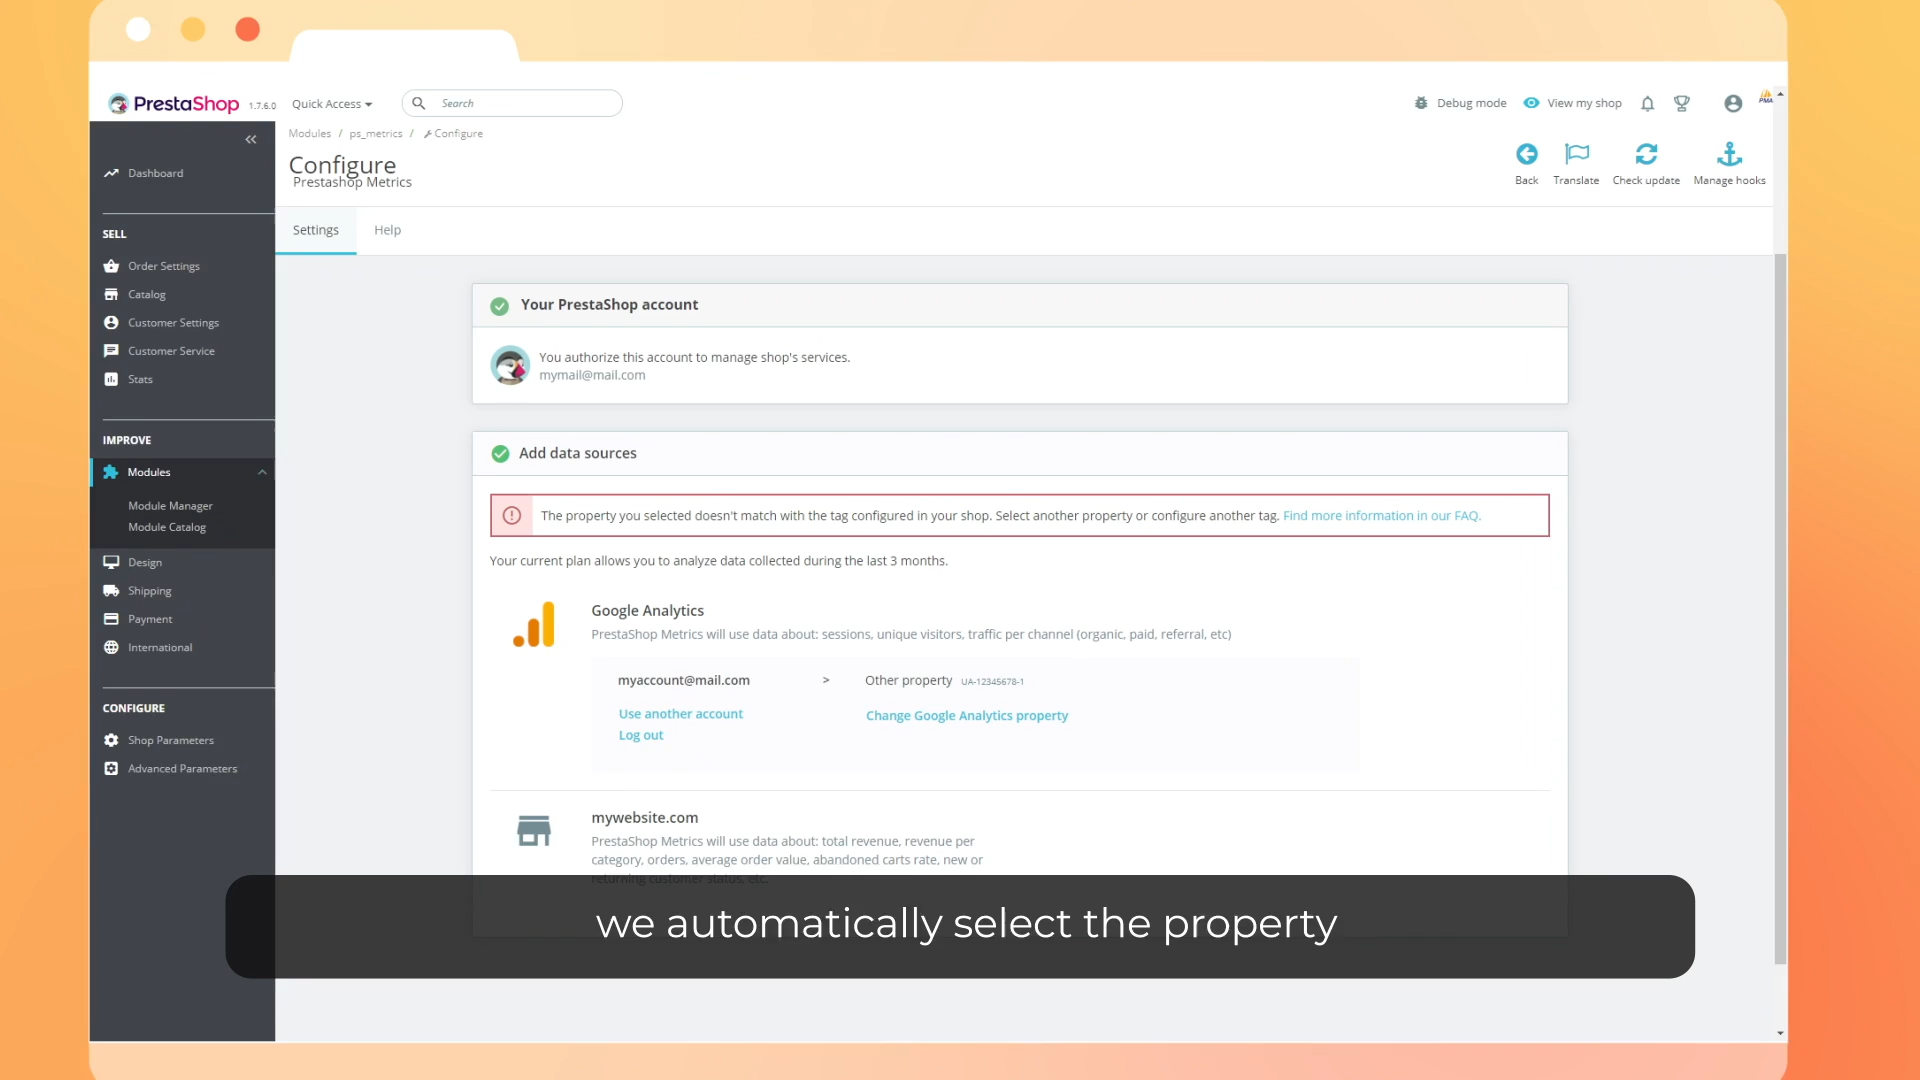 PrestaShop 1.7.6.0 Quick Access Search Debug mode View my shop PMA
Modules / ps_metrics / Configure
Configure
Prestashop Metrics
Back Translate Check update Manage hooks
Settings Help
Dashboard
SELL
Order Settings
Catalog
Customer Settings
Customer Service
Stats
IMPROVE
Modules
Module Manager
Module Catalog
Design
Shipping
Payment
International
CONFIGURE
Shop Parameters
Advanced Parameters
Your PrestaShop account
You authorize this account to manage shop's services.
mymail@mail.com
Add data sources
The property you selected doesn't match with the tag configured in your shop. Select another property or configure another tag. Find more information in our FAQ.
Your current plan allows you to analyze data collected during the last 3 months.
Google Analytics
PrestaShop Metrics will use data about: sessions, unique visitors, traffic per channel (organic, paid, referral, etc)
myaccount@mail.com > Other property UA-12345678-1
Use another account Change Google Analytics property
Log out
mywebsite.com
PrestaShop Metrics will use data about: total revenue, revenue per
category, orders, average order value, abandoned carts rate, new or
returning customer status, etc.
we automatically select the property